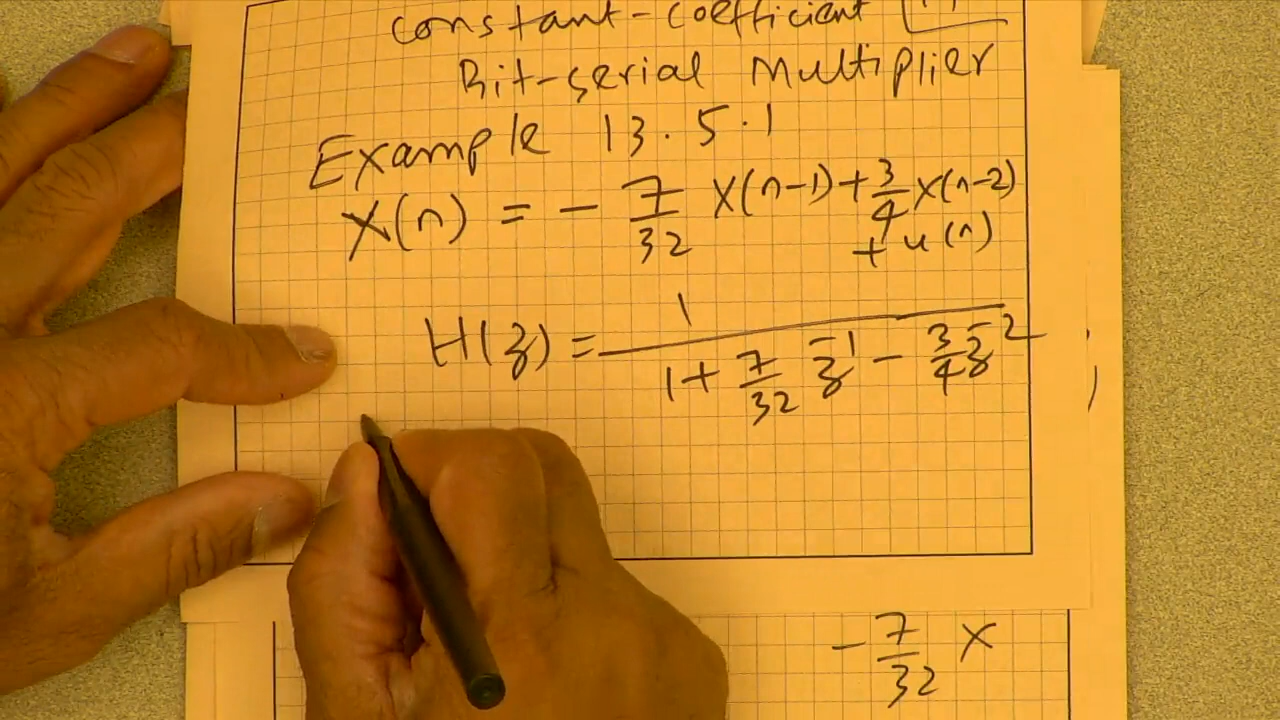 constant-coefficient
Bit-serial Multiplier
Example 13.5.1
x(n) = - 7/32 x(n-1) + 3/4 x(n-2)
+ u(n)
H(z) = 1 / (1 + 7/32 z^-1 - 3/4 z^-2)
- 7/32 x